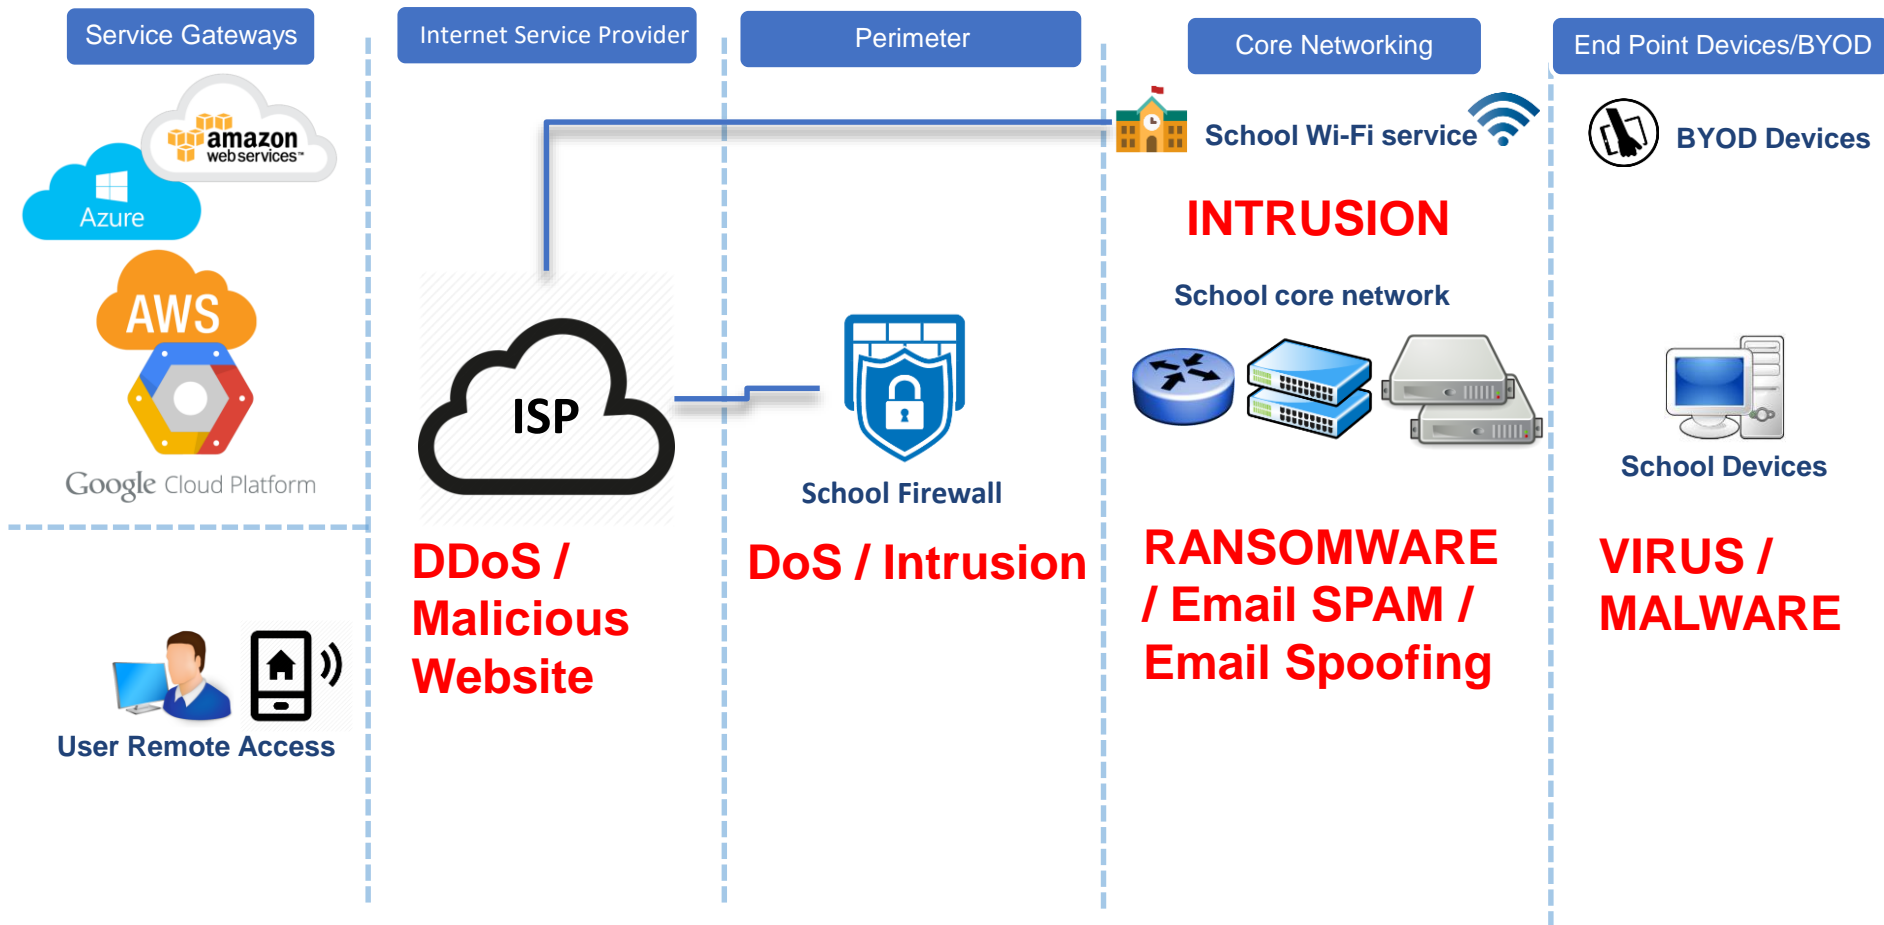 Service Gateways
Internet Service Provider
Perimeter
Core Networking
End Point Devices/BYOD
amazon
web services™
Azure
AWS
Google Cloud Platform
User Remote Access
ISP
DDoS /
Malicious
Website
School Firewall
DoS / Intrusion
School Wi-Fi service
INTRUSION
School core network
RANSOMWARE
/ Email SPAM /
Email Spoofing
BYOD Devices
School Devices
VIRUS /
MALWARE